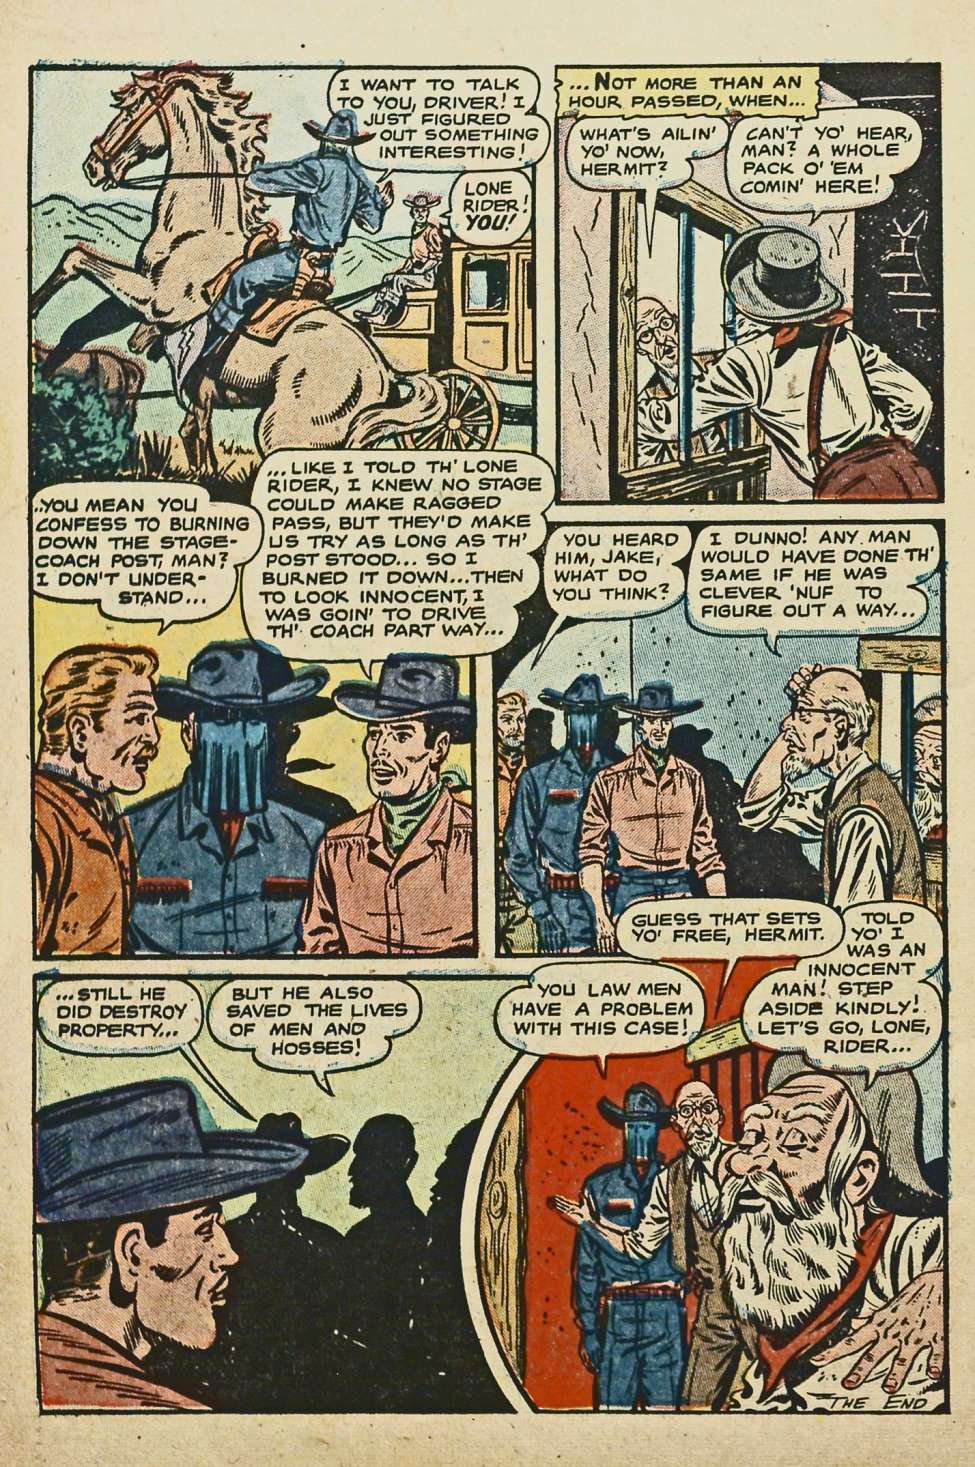 I WANT TO TALK
TO YOU, DRIVER! I
JUST FIGURED
OUT SOMETHING
INTERESTING!
LONE
RIDER!
YOU!
...NOT MORE THAN AN
HOUR PASSED, WHEN...
WHAT'S AILIN'
YO' NOW,
HERMIT?
CAN'T YO' HEAR,
MAN? A WHOLE
PACK O' 'EM
COMIN' HERE!
..YOU MEAN YOU
CONFESS TO BURNING
DOWN THE STAGE-
COACH POST, MAN?
I DON'T UNDER-
STAND...
...LIKE I TOLD TH' LONE
RIDER, I KNEW NO STAGE
COULD MAKE RAGGED
PASS, BUT THEY'D MAKE
US TRY AS LONG AS TH'
POST STOOD... SO I
BURNED IT DOWN...THEN
TO LOOK INNOCENT, I
WAS GOIN' TO DRIVE
TH' COACH PART WAY...
YOU HEARD
HIM, JAKE,
WHAT DO
YOU THINK?
I DUNNO! ANY MAN
WOULD HAVE DONE TH'
SAME IF HE WAS
CLEVER 'NUF TO
FIGURE OUT A WAY...
...STILL HE
DID DESTROY
PROPERTY...
BUT HE ALSO
SAVED THE LIVES
OF MEN AND
HOSSES!
YOU LAW MEN
HAVE A PROBLEM
WITH THIS CASE!
GUESS THAT SETS
YO' FREE, HERMIT.
TOLD
YO' I
WAS AN
INNOCENT
MAN! STEP
ASIDE KINDLY!
LET'S GO, LONE,
RIDER...
THE END